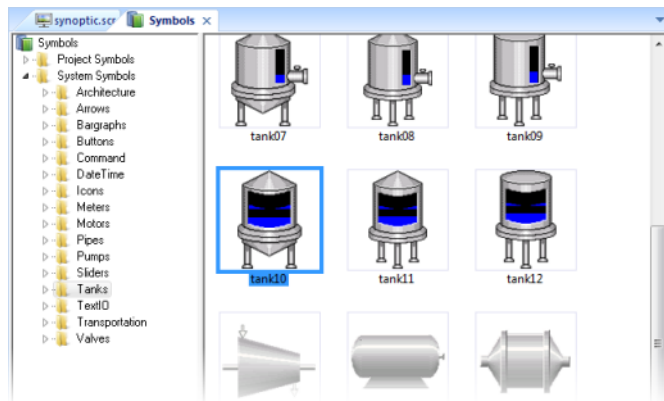 synoptic.scr
Symbols
Symbols
Project Symbols
System Symbols
Architecture
Arrows
Bargraphs
Buttons
Command
DateTime
Icons
Meters
Motors
Pipes
Pumps
Sliders
Tanks
TextIO
Transportation
Valves
tank07 tank08 tank09
tank10 tank11 tank12